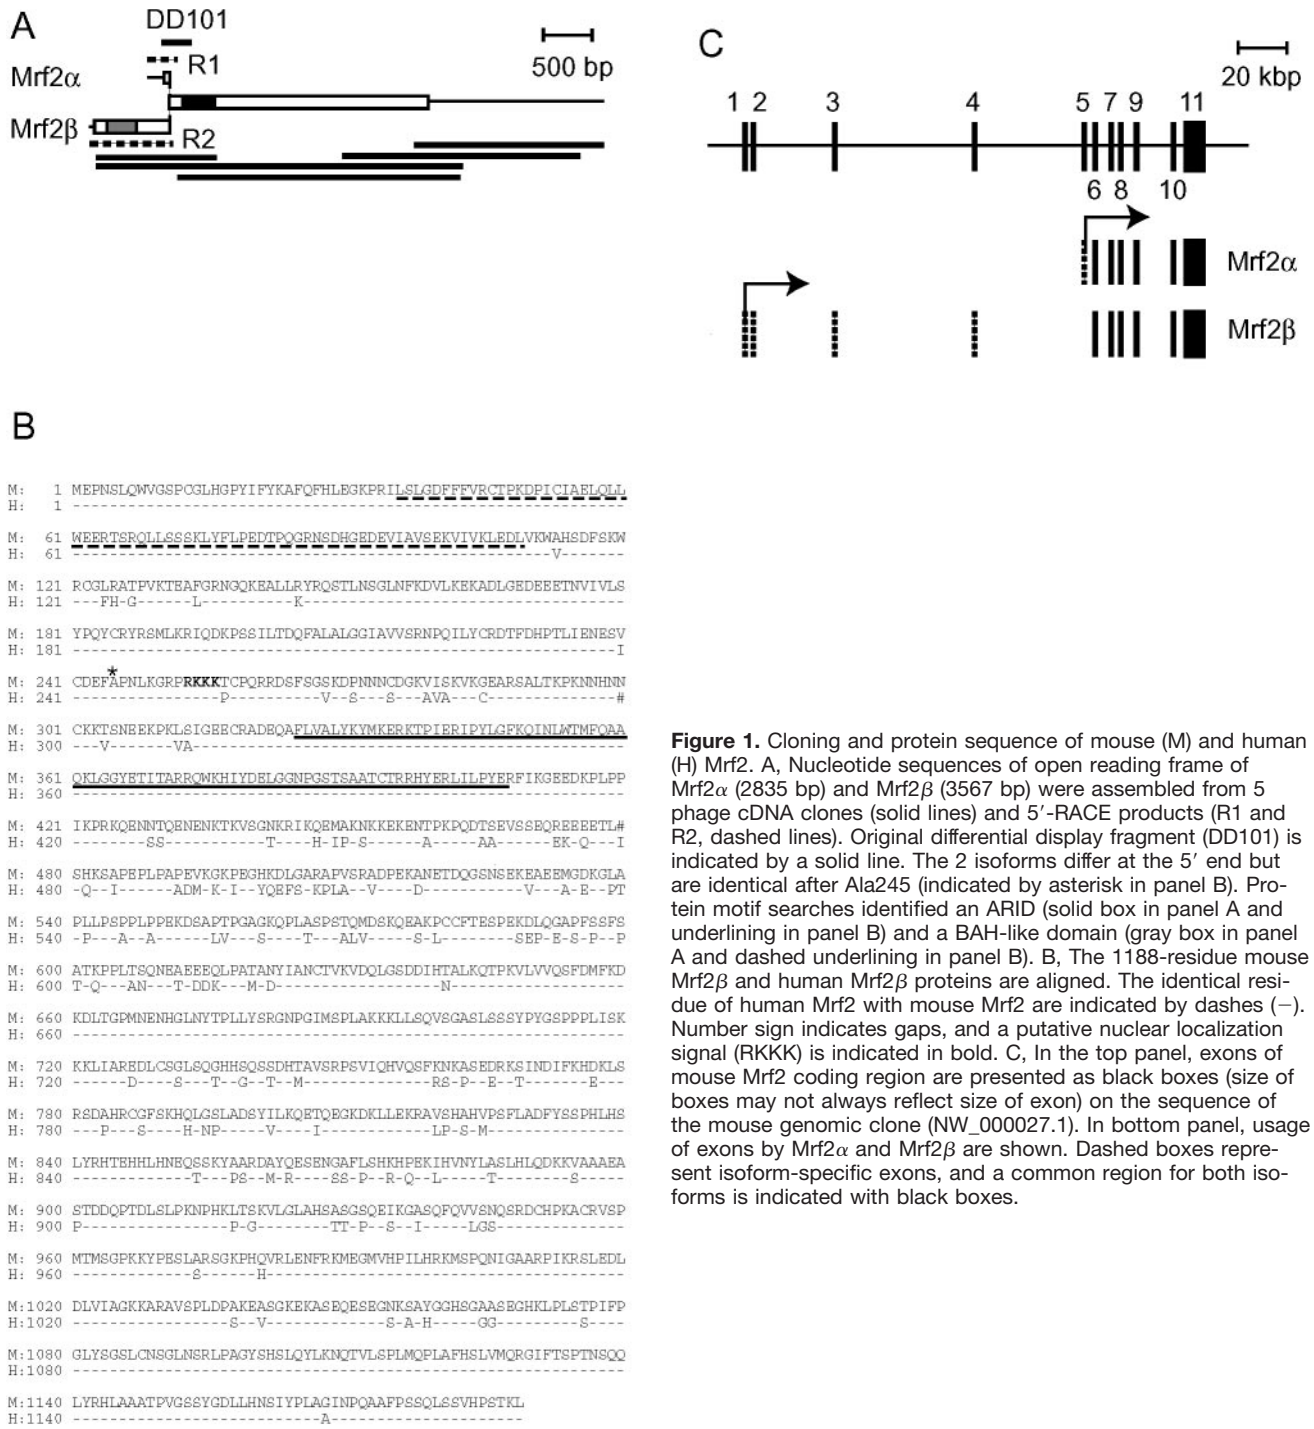 A
DD101
R1
500 bp
Mrf2α
Mrf2β
R2
C
20 kbp
1 2 3 4 5 7 9 11
6 8 10
Mrf2α
Mrf2β
B
M: 1 MEPNSLQWVGSPCGLHGPYIFYKAFQFHLEGKPRILSLGDFFFVRCTPKDPICIAELQLL
H: 1 ------------------------------------------------------------
M: 61 WEERTSRQLLSSSKLYFLPEDTPQGRNSDHGEDEVIAVSEKVIVKLEDLVKWAHSDFSKW
H: 61 ----------------------------------------------------V-------
M: 121 RCGLRATPVKTEAFGRNGQKEALLRYRQSTLNSGLNFKDVLKEKADLGEDEEETNVIVLS
H: 121 ---FH-G------L----------K-----------------------------------
M: 181 YPQYCRYRSMLKRIQDKPSSILTDQFALALGGIAVVSRNPQILYCRDTFDHPTLIENESV
H: 181 -----------------------------------------------------------I
*
M: 241 CDEFAPNLKGRPRKKKTCPQRRDSFSGSKDPNNNCDGKVISKVKGEARSALTKPKNNHNN
H: 241 ----------------P----------V--S---S---AVA---C--------------#
M: 301 CKKTSNEEKPKLSIGEECRADEQAFLVALYKYMKERKTPIERIPYLGFKQINLWTMFQAA
H: 300 ---V-------VA-----------------------------------------------
M: 361 QKLGGYETITARRQWKHIYDELGGNPGSTSAATCTRRHYERLILPYERFIKGEEDKPLPP
H: 360 ------------------------------------------------------------
M: 421 IKPRKQENNTQENENKTKVSGNKRIKQEMAKNKKEKENTPKPQDTSEVSSEQREEEETL#
H: 420 --------SS-----------T----H-IP-S------A-----AA------EK-Q---I
M: 480 SHKSAPEPLPAPEVKGKPEGHKDLGARAPVSRADPEKANETDQGSNSEKEAEEMGDKGLA
H: 480 -Q--I------ADM-K-I--YQEFS-KPLA--V----D-----------V---A-E--PT
M: 540 PLLPSPPLPPEKDSAPTPGAGKQPLASPSTQMDSKQEAKPCCFTESPEKDLQGAPFSSFS
H: 540 -P---A--A------LV---S----T---ALV-----S-L--------SEP-E-S-P--P
M: 600 ATKPPLTSQNEAEEEQLPATANYIANCTVKVDQLGSDDIHTALKQTPKVLVVQSFDMFKD
H: 600 T-Q---AN---T-DDK---M-D------------------N-------------------
M: 660 KDLTGPMNENHGLNYTPLLYSRGNPGIMSPLAKKKLLSQVSGASLSSSYPYGSPPPLISK
H: 660 ------------------------------------------------------------
M: 720 KKLIAREDLCSGLSQGHHSQSSDHTAVSRPSVIQHVQSFKNKASEDRKSINDIFKHDKLS
H: 720 ------D----S---T--G--T--M--------------RS-P--E--T-------E---
M: 780 RSDAHRCGFSKHQLGSLADSYILKQETQEGKDKLLEKRAVSHAHVPSFLADFYSSPHLHS
H: 780 ---P---S----H-NP-----V----I------------LP-S-M---------------
M: 840 LYRHTEHHLHNEQSSKYAARDAYQESENGAFLSHKHPEKIHVNYLASLHLQDKKVAAAEA
H: 840 -------------T---PS--M-R----SS-P--R-Q--L-----T--------S-----
M: 900 STDDQPTDLSLPKNPHKLTSKVLGLAHSASGSQEIKGASQFQVVSNQSRDCHPKACRVSP
H: 900 P----------------P-G--------TT-P--S--I-----LGS--------------
M: 960 MTMSGPKKYPESLARSGKPHQVRLENFRKMEGMVHPILHRKMSPQNIGAARPIKRSLEDL
H: 960 -------------S------H---------------------------------------
M:1020 DLVIAGKKARAVSPLDPAKEASGKEKASEQESEGNKSAYGGHSGAASEGHKLPLSTPIFP
H:1020 -----------------S--V-------------S-A-H-----GG---------S----
M:1080 GLYSGSLCNSGLNSRLPAGYSHSLQYLKNQTVLSPLMQPLAFHSLVMQRGIFTSPTNSQQ
H:1080 ------------------------------------------------------------
M:1140 LYRHLAAATPVGSSYGDLLHNSIYPLAGINPQAAFPSSQLSSVHPSTKL
H:1140 ---------------------------A---------------------
Figure 1. Cloning and protein sequence of mouse (M) and human
(H) Mrf2. A, Nucleotide sequences of open reading frame of
Mrf2α (2835 bp) and Mrf2β (3567 bp) were assembled from 5
phage cDNA clones (solid lines) and 5′-RACE products (R1 and
R2, dashed lines). Original differential display fragment (DD101) is
indicated by a solid line. The 2 isoforms differ at the 5′ end but
are identical after Ala245 (indicated by asterisk in panel B). Pro-
tein motif searches identified an ARID (solid box in panel A and
underlining in panel B) and a BAH-like domain (gray box in panel
A and dashed underlining in panel B). B, The 1188-residue mouse
Mrf2β and human Mrf2β proteins are aligned. The identical resi-
due of human Mrf2 with mouse Mrf2 are indicated by dashes (−).
Number sign indicates gaps, and a putative nuclear localization
signal (RKKK) is indicated in bold. C, In the top panel, exons of
mouse Mrf2 coding region are presented as black boxes (size of
boxes may not always reflect size of exon) on the sequence of
the mouse genomic clone (NW_000027.1). In bottom panel, usage
of exons by Mrf2α and Mrf2β are shown. Dashed boxes repre-
sent isoform-specific exons, and a common region for both iso-
forms is indicated with black boxes.